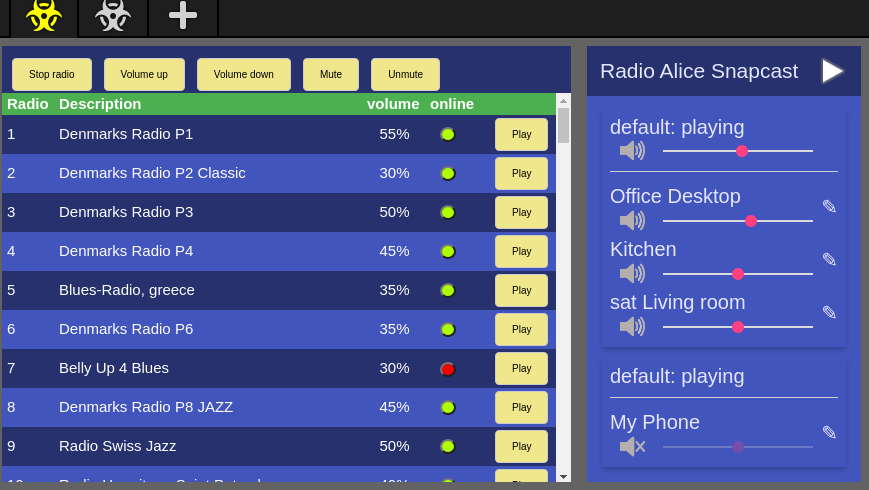 Stop radio Volume up Volume down Mute Unmute
Radio Description volume online
1 Denmarks Radio P1 55% Play
2 Denmarks Radio P2 Classic 30% Play
3 Denmarks Radio P3 50% Play
4 Denmarks Radio P4 45% Play
5 Blues-Radio, greece 35% Play
6 Denmarks Radio P6 35% Play
7 Belly Up 4 Blues 30% Play
8 Denmarks Radio P8 JAZZ 45% Play
9 Radio Swiss Jazz 50% Play
Radio Alice Snapcast
default: playing
Office Desktop
Kitchen
sat Living room
default: playing
My Phone